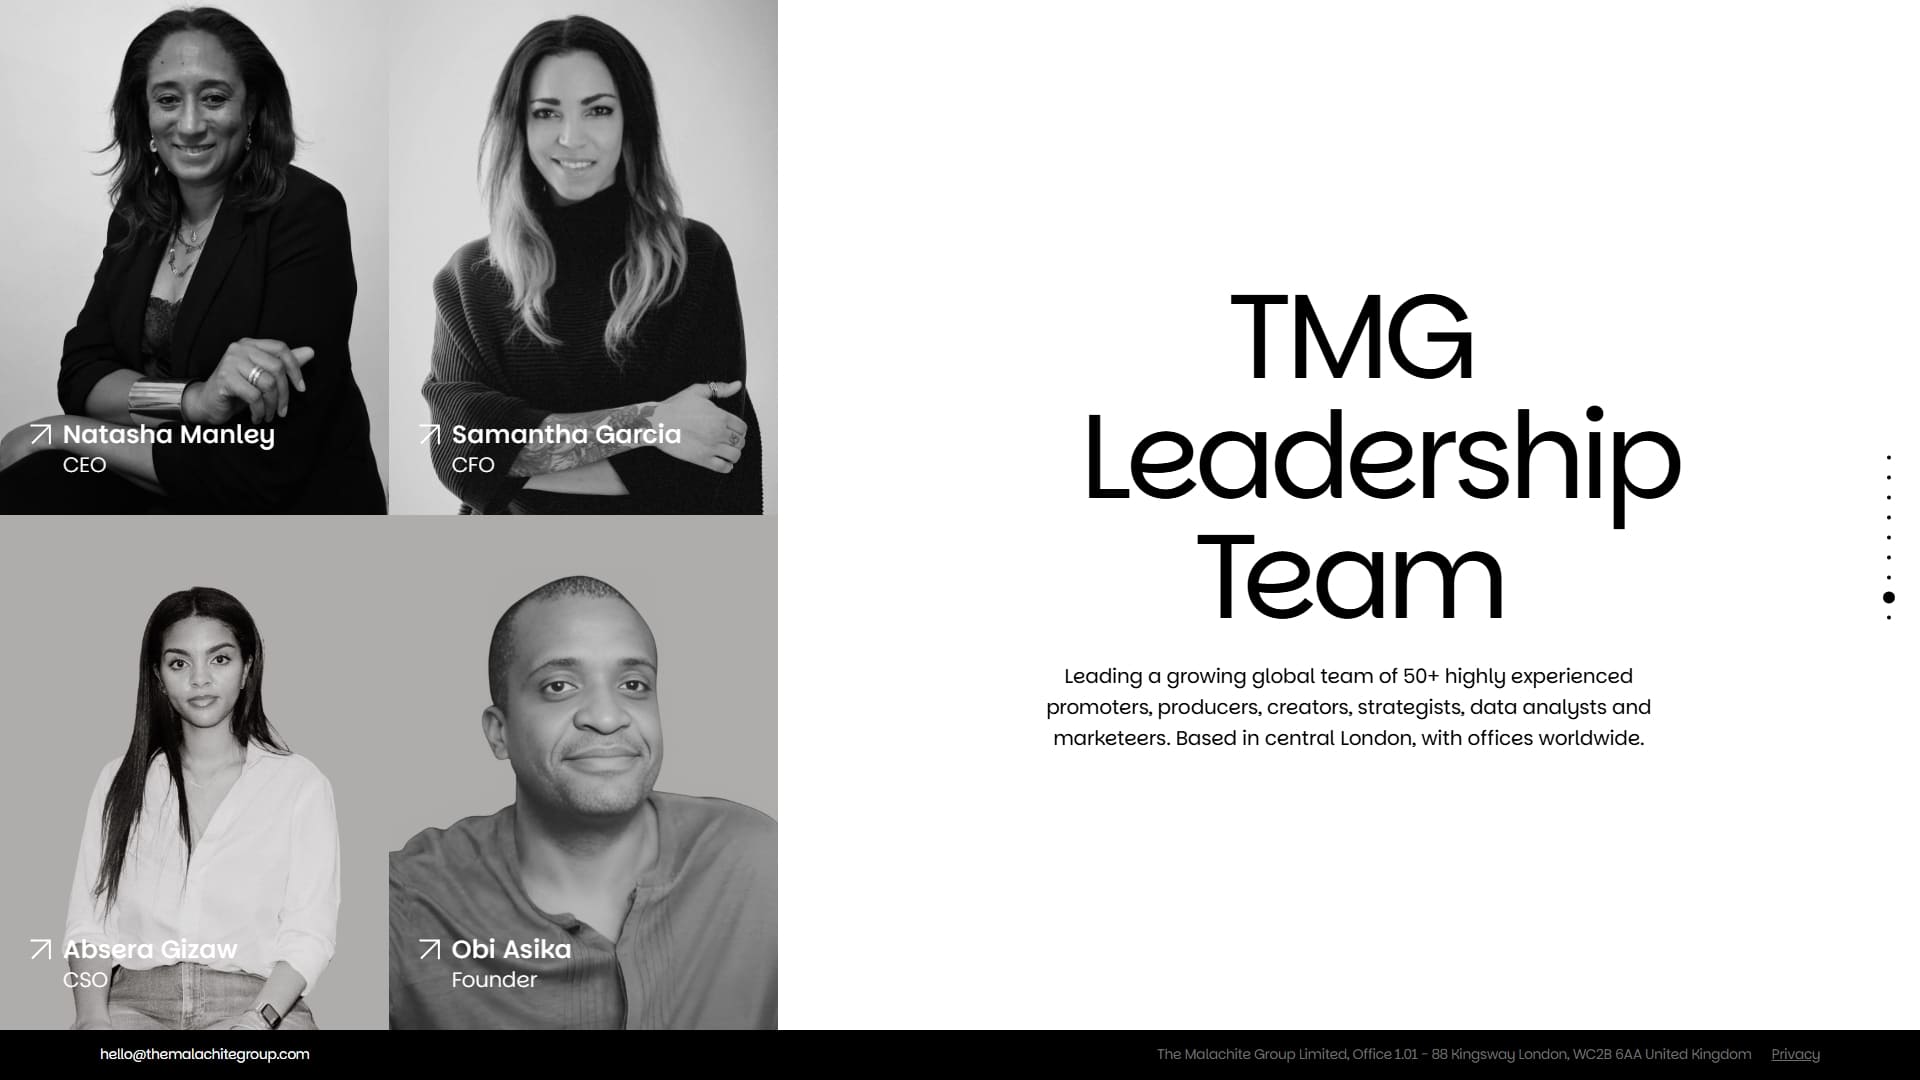 Natasha Manley
CEO
Samantha Garcia
CFO
Absera Gizaw
CSO
Obi Asika
Founder
TMG
Leadership
Team
Leading a growing global team of 50+ highly experienced
promoters, producers, creators, strategists, data analysts and
marketeers. Based in central London, with offices worldwide.
hello@themalachitegroup.com
The Malachite Group Limited, Office 1.01 - 88 Kingsway London, WC2B 6AA United Kingdom
Privacy